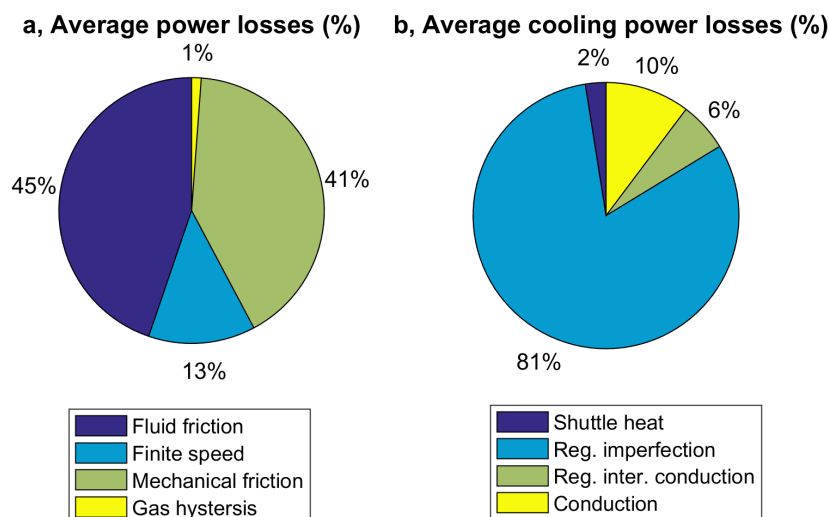 a, Average power losses (%)
1%
45%
41%
13%
Fluid friction
Finite speed
Mechanical friction
Gas hystersis
b, Average cooling power losses (%)
2%
10%
6%
81%
Shuttle heat
Reg. imperfection
Reg. inter. conduction
Conduction